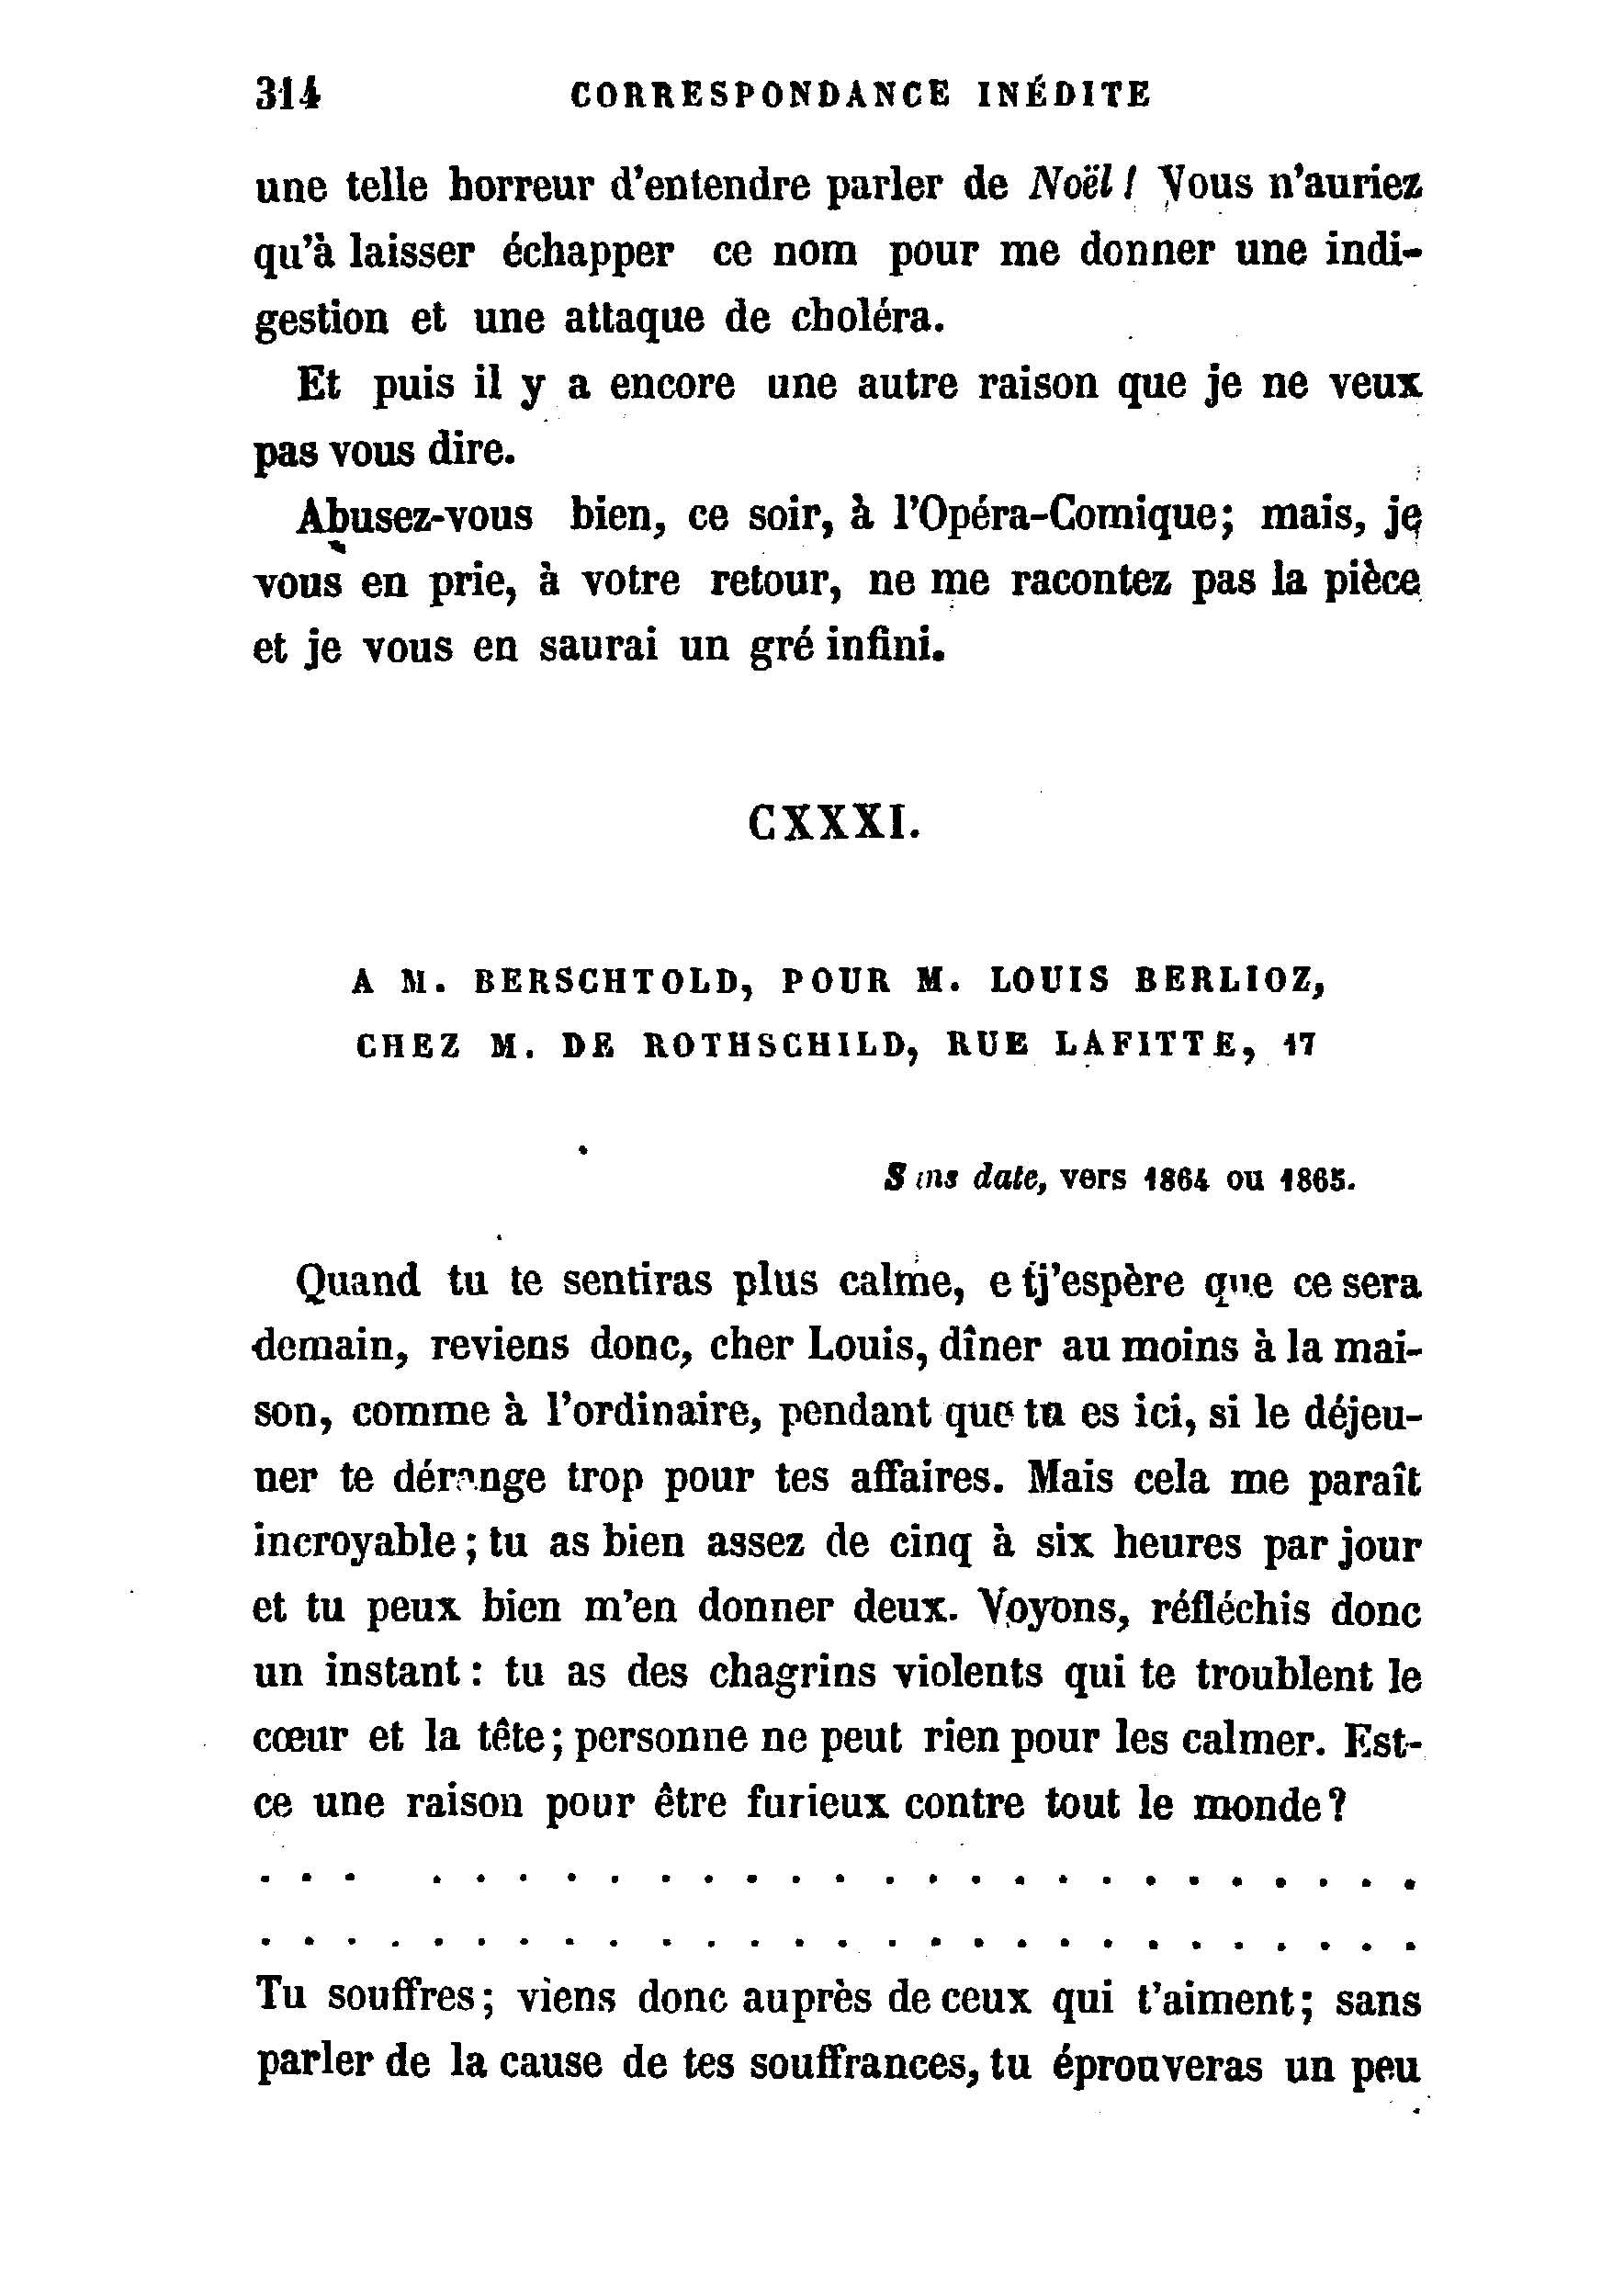 314 CORRESPONDANCE INÉDITE
une telle horreur d'entendre parler de Noël! Vous n'auriez
qu'à laisser échapper ce nom pour me donner une indi-
gestion et une attaque de choléra.
Et puis il y a encore une autre raison que je ne veux
pas vous dire.
Abusez-vous bien, ce soir, à l'Opéra-Comique; mais, je
vous en prie, à votre retour, ne me racontez pas la pièce
et je vous en saurai un gré infini.
CXXXI.
A M. BERSCHTOLD, POUR M. LOUIS BERLIOZ,
CHEZ M. DE ROTHSCHILD, RUE LAFITTE, 17
Sans date, vers 1864 ou 1865.
Quand tu te sentiras plus calme, e tj'espère que ce sera
demain, reviens donc, cher Louis, dîner au moins à la mai-
son, comme à l'ordinaire, pendant que tu es ici, si le déjeu-
ner te dérange trop pour tes affaires. Mais cela me paraît
incroyable; tu as bien assez de cinq à six heures par jour
et tu peux bien m'en donner deux. Voyons, réfléchis donc
un instant: tu as des chagrins violents qui te troublent le
cœur et la tête; personne ne peut rien pour les calmer. Est-
ce une raison pour être furieux contre tout le monde?
. . . . . . . . . . . . . . . . . . . . . . . . . .
. . . . . . . . . . . . . . . . . . . . . . . . . . .
Tu souffres; viens donc auprès de ceux qui t'aiment; sans
parler de la cause de tes souffrances, tu éprouveras un peu